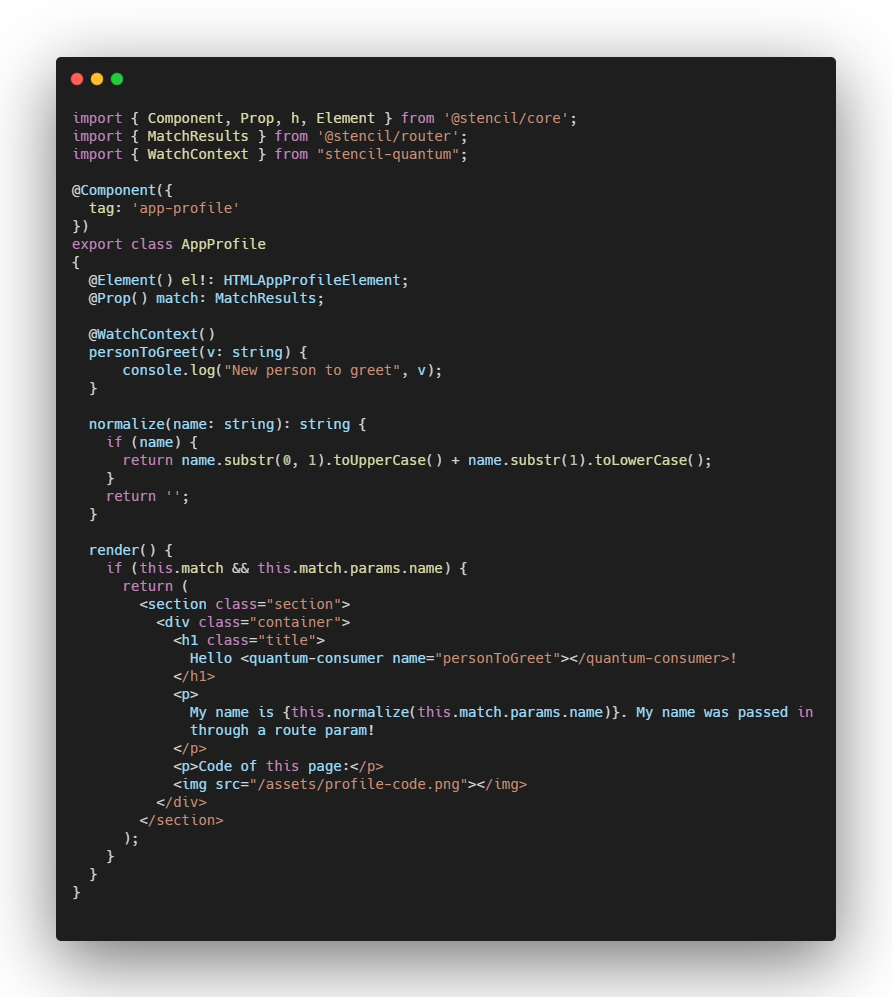 import { Component, Prop, h, Element } from '@stencil/core';
import { MatchResults } from '@stencil/router';
import { WatchContext } from "stencil-quantum";

@Component({
  tag: 'app-profile'
})
export class AppProfile
{
  @Element() el!: HTMLAppProfileElement;
  @Prop() match: MatchResults;

  @WatchContext()
  personToGreet(v: string) {
      console.log("New person to greet", v);
  }

  normalize(name: string): string {
    if (name) {
      return name.substr(0, 1).toUpperCase() + name.substr(1).toLowerCase();
    }
    return '';
  }

  render() {
    if (this.match && this.match.params.name) {
      return (
        <section class="section">
          <div class="container">
            <h1 class="title">
              Hello <quantum-consumer name="personToGreet"></quantum-consumer>!
            </h1>
            <p>
              My name is {this.normalize(this.match.params.name)}. My name was passed in
              through a route param!
            </p>
            <p>Code of this page:</p>
            <img src="/assets/profile-code.png"></img>
          </div>
        </section>
      );
    }
  }
}